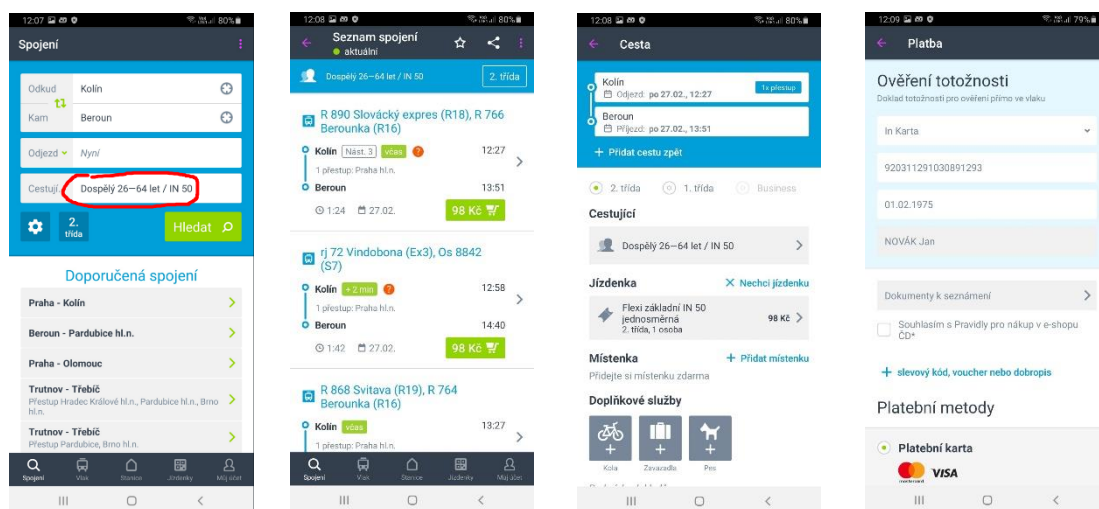 12:07
80%
Spojení
Odkud
Kolín
Kam
Beroun
Odjezd
Nyní
Cestují.
Dospělý 26–64 let / IN 50
2.
třída
Hledat
Doporučená spojení
Praha - Kolín
Beroun - Pardubice hl.n.
Praha - Olomouc
Trutnov - Třebíč
Přestup Hradec Králové hl.n., Pardubice hl.n., Brno
hl.n.
Trutnov - Třebíč
Přestup Pardubice, Brno hl.n.
Spojení
Vlak
Stanice
Jízdenky
Můj účet
12:08
80%
Seznam spojení
aktuální
Dospělý 26–64 let / IN 50
2. třída
R 890 Slovácký expres (R18), R 766
Berounka (R16)
Kolín
Nást. 3
včas
12:27
1 přestup: Praha hl.n.
Beroun
13:51
1:24
27.02.
98 Kč
rj 72 Vindobona (Ex3), Os 8842
(S7)
Kolín
+ 2 min
12:58
1 přestup: Praha hl.n.
Beroun
14:40
1:42
27.02.
98 Kč
R 868 Svitava (R19), R 764
Berounka (R16)
Kolín
včas
13:27
1 přestup: Praha hl.n.
Spojení
Vlak
Stanice
Jízdenky
Můj účet
12:08
80%
Cesta
Kolín
Odjezd: po 27.02., 12:27
1x přestup
Beroun
Příjezd: po 27.02., 13:51
+ Přidat cestu zpět
2. třída
1. třída
Business
Cestující
Dospělý 26–64 let / IN 50
Jízdenka
Nechci jízdenku
Flexi základní IN 50
jednosměrná
2. třída, 1 osoba
98 Kč
Místenka
+ Přidat místenku
Přidejte si místenku zdarma
Doplňkové služby
Kola
Zavazadla
Pes
12:09
79%
Platba
Ověření totožnosti
Doklad totožnosti pro ověření přímo ve vlaku
In Karta
920311291030891293
01.02.1975
NOVÁK Jan
Dokumenty k seznámení
Souhlasím s Pravidly pro nákup v e-shopu
ČD*
+ slevový kód, voucher nebo dobropis
Platební metody
Platební karta
mastercard
VISA